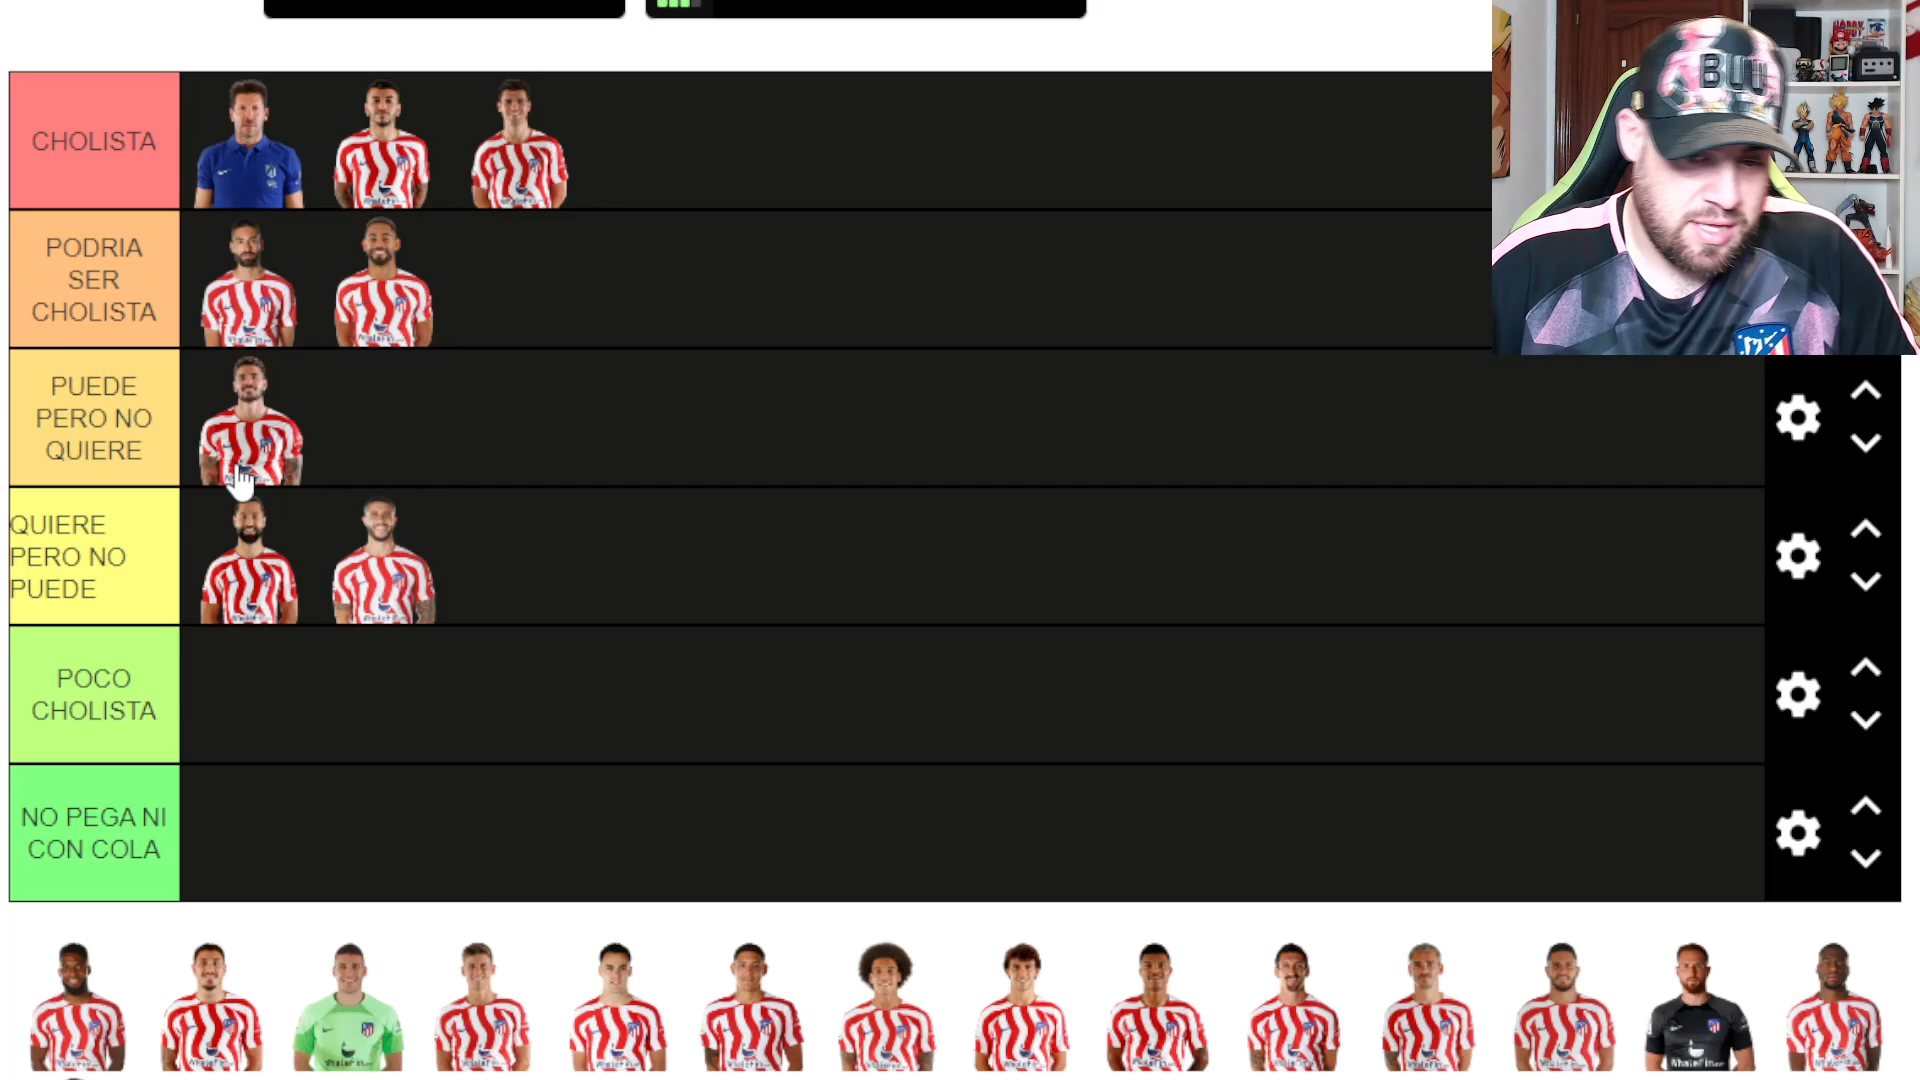 CHOLISTA
PODRIA
SER
CHOLISTA
PUEDE
PERO NO
QUIERE
QUIERE
PERO NO
PUEDE
POCO
CHOLISTA
NO PEGA NI
CON COLA